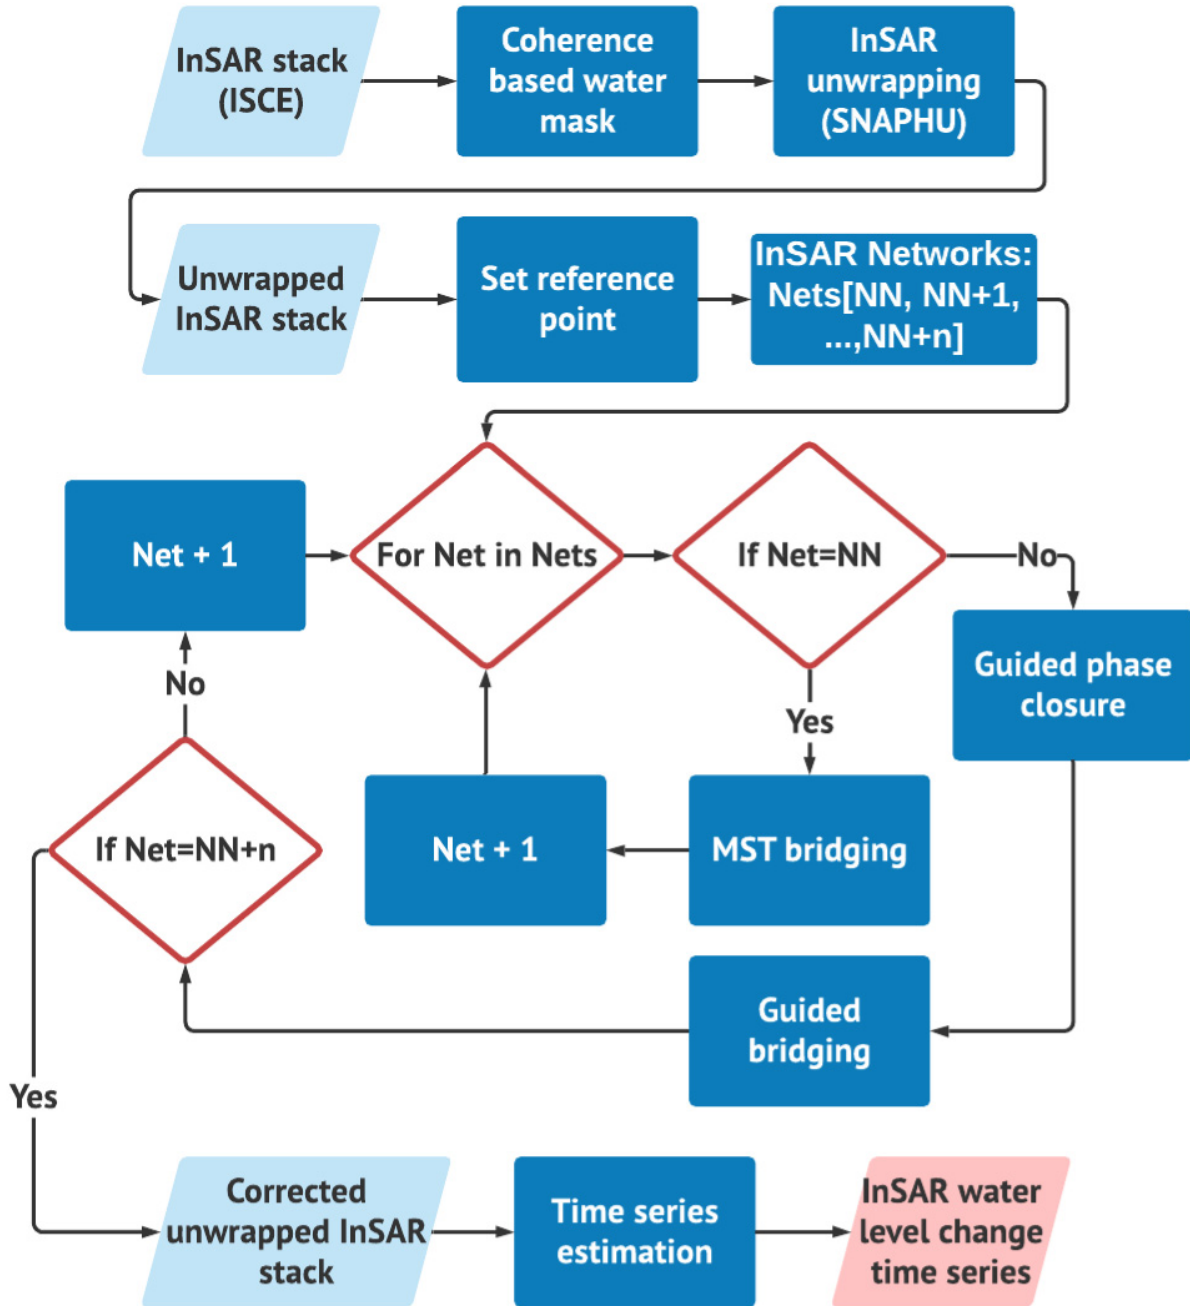 InSAR stack
(ISCE)
Coherence
based water
mask
InSAR
unwrapping
(SNAPHU)
Unwrapped
InSAR stack
Set reference
point
InSAR Networks:
Nets[NN, NN+1,
...,NN+n]
Net + 1
For Net in Nets
If Net=NN
No
Guided phase
closure
No
Yes
If Net=NN+n
Net + 1
MST bridging
Guided
bridging
Yes
Corrected
unwrapped InSAR
stack
Time series
estimation
InSAR water
level change
time series